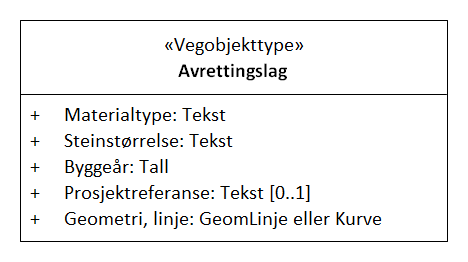 «Vegobjekttype»
Avrettingslag
+ Materialtype: Tekst
+ Steinstørrelse: Tekst
+ Byggeår: Tall
+ Prosjektreferanse: Tekst [0..1]
+ Geometri, linje: GeomLinje eller Kurve